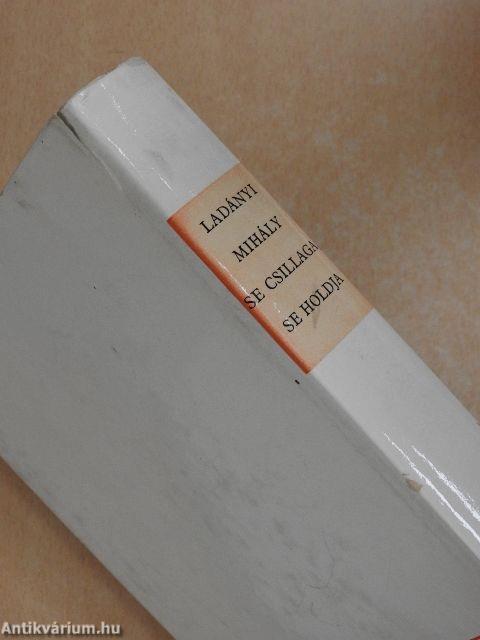 LADÁNYI
MIHÁLY
SE CSILLAGA
SE HOLDJA
Antikvárium.hu